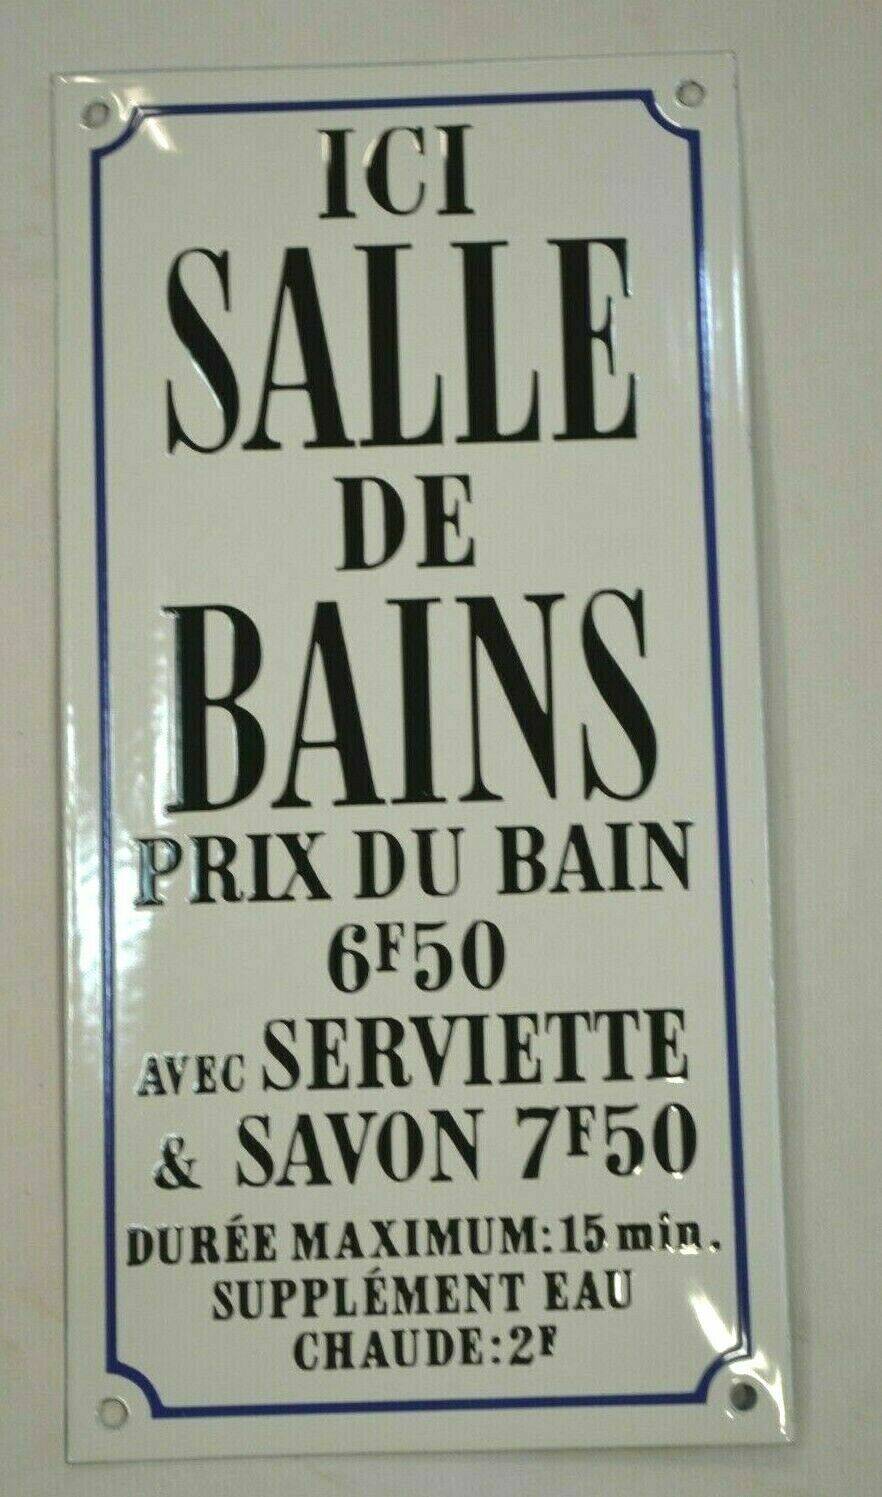 ICI
SALLE
DE
BAINS
PRIX DU BAIN
6F50
AVEC SERVIETTE
& SAVON 7F50
DURÉE MAXIMUM: 15 min.
SUPPLÉMENT EAU
CHAUDE: 2F